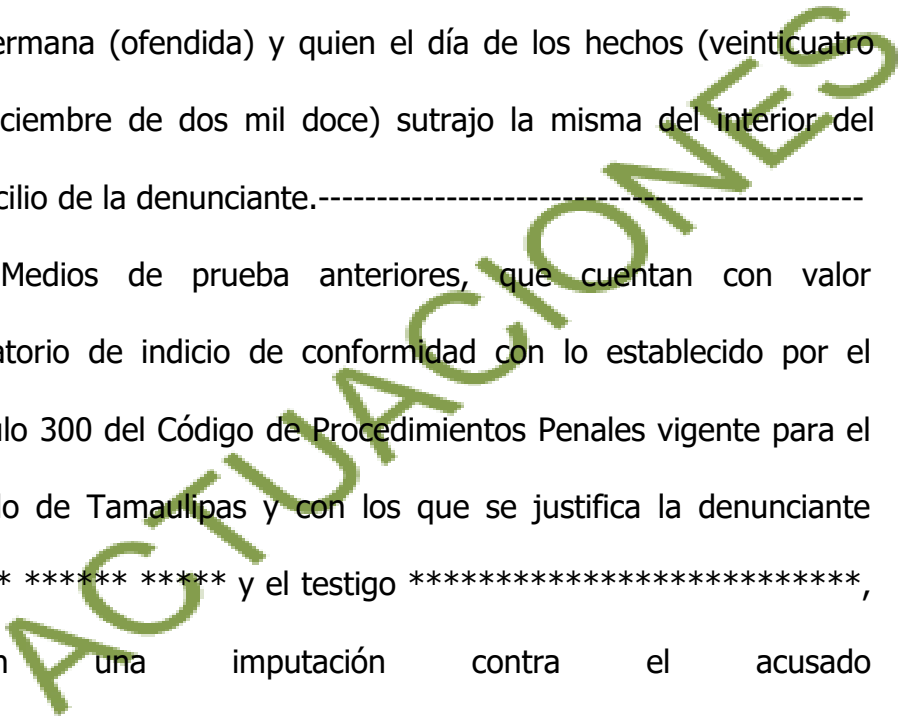 ermana (ofendida) y quien el día de los hechos (veinticuatro
ciembre de dos mil doce) sutrajo la misma del interior del
cilio de la denunciante.-----------------------------------------------
Medios de prueba anteriores, que cuentan con valor
atorio de indicio de conformidad con lo establecido por el
ulo 300 del Código de Procedimientos Penales vigente para el
do de Tamaulipas y con los que se justifica la denunciante
* ****** ***** y el testigo **************************,
n una imputación contra el acusado
ACTUACIONES